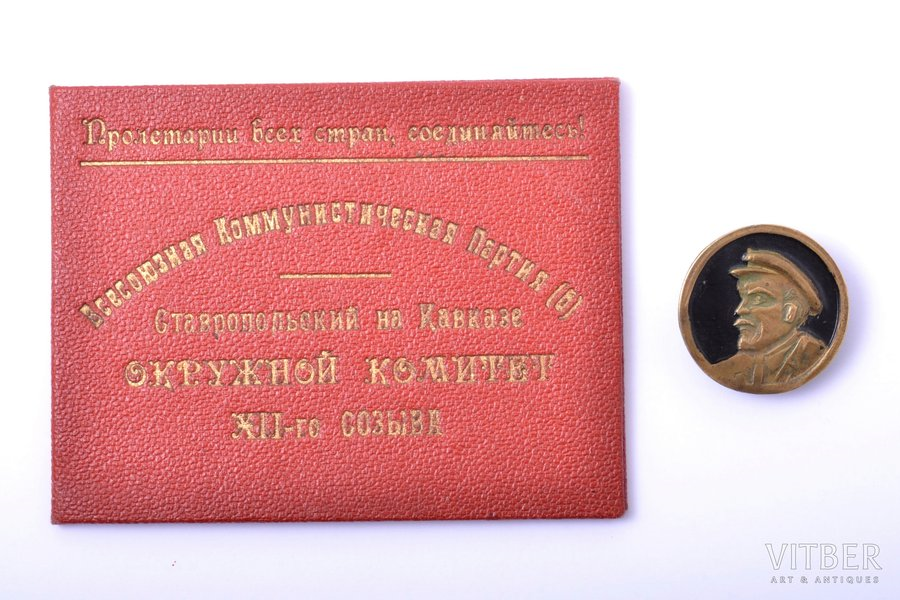 Пролетарии всех стран, соединяйтесь!
Всесоюзная Коммунистическая Партия (б)
Ставропольский на Кавказе
ОКРУЖНОЙ КОМИТЕТ
XII-го СОЗЫВА
VITBER
ART & ANTIQUES